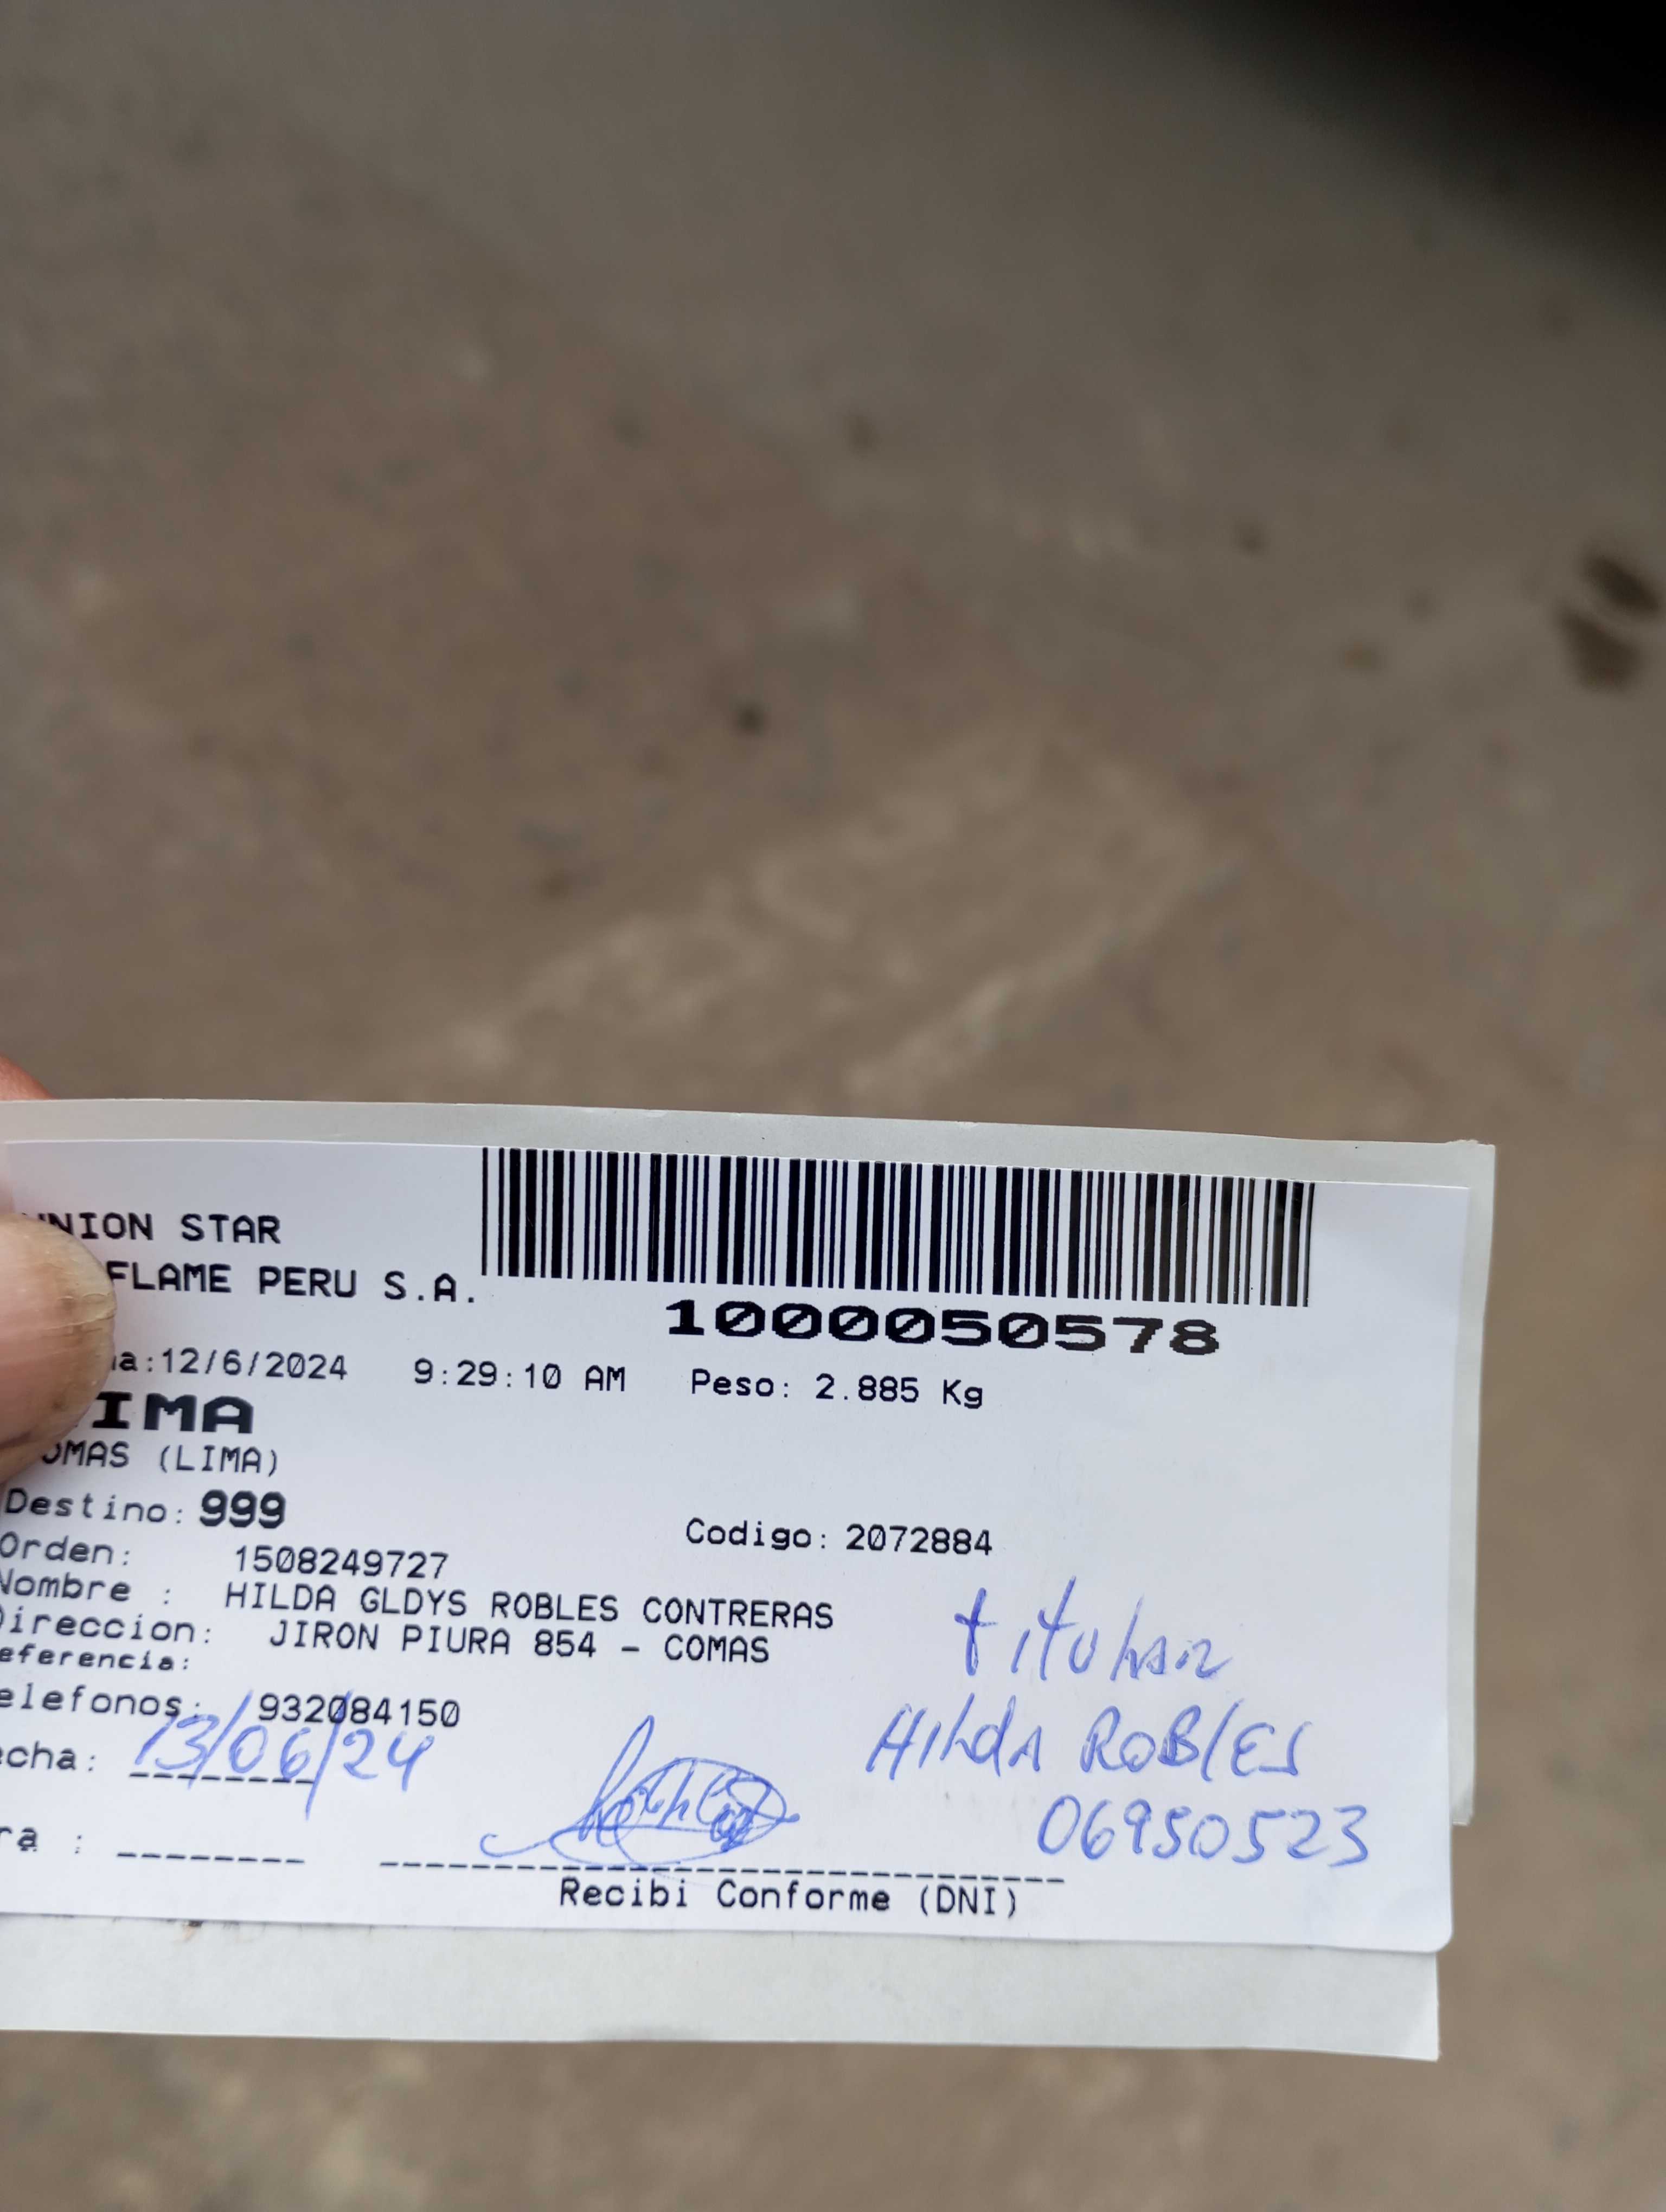 UNION STAR
FLAME PERU S.A.
1000050578
a:12/6/2024 9:29:10 AM Peso: 2.885 Kg
IMA
OMAS (LIMA)
Destino: 999
Codigo: 2072884
Orden: 1508249727
Nombre : HILDA GLDYS ROBLES CONTRERAS
Direccion: JIRON PIURA 854 - COMAS
eferencia:
titular
elefonos: 932084150
Hilda ROBlES
echa: 13/06/24
06950523
ra :
Recibi Conforme (DNI)